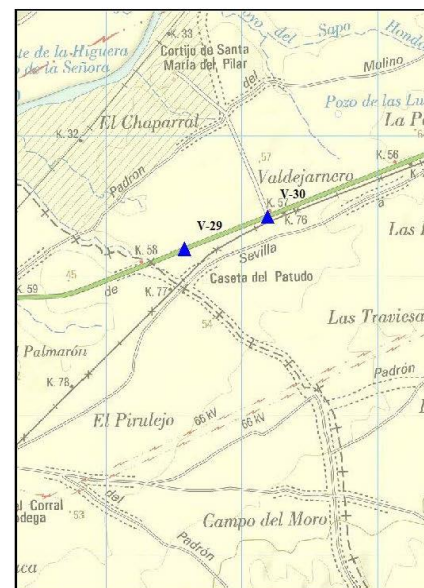 K. 33
te de la Higuera
Cortijo de Santa
de la Señora
María del Pilar
del
Sapo
Hondo
Molino
Pozo de las Lu
K. 32
El Chaparral
La Pa
Padrón
57
K. 56
Valdejarnero
V-30
K. 57
K. 76
V-29
a
Las
K. 58
Sevilla
45
Caseta del Patudo
K. 59
de
K. 77
54
Las Traviesa
Palmarón
K. 78
Padrón
El Pirulejo
66 kV
66 kV
el Corral
odega
53
del
Campo del Moro
Padrón